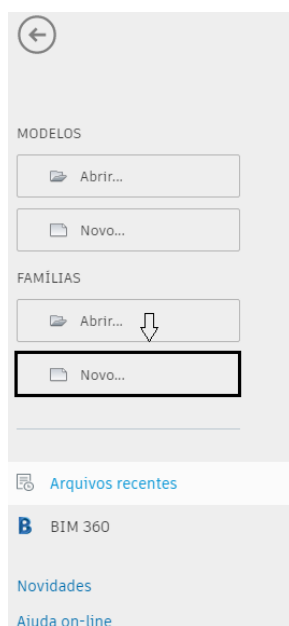 MODELOS
Abrir...
Novo...
FAMÍLIAS
Abrir...
Novo...
Arquivos recentes
B BIM 360
Novidades
Ajuda on-line